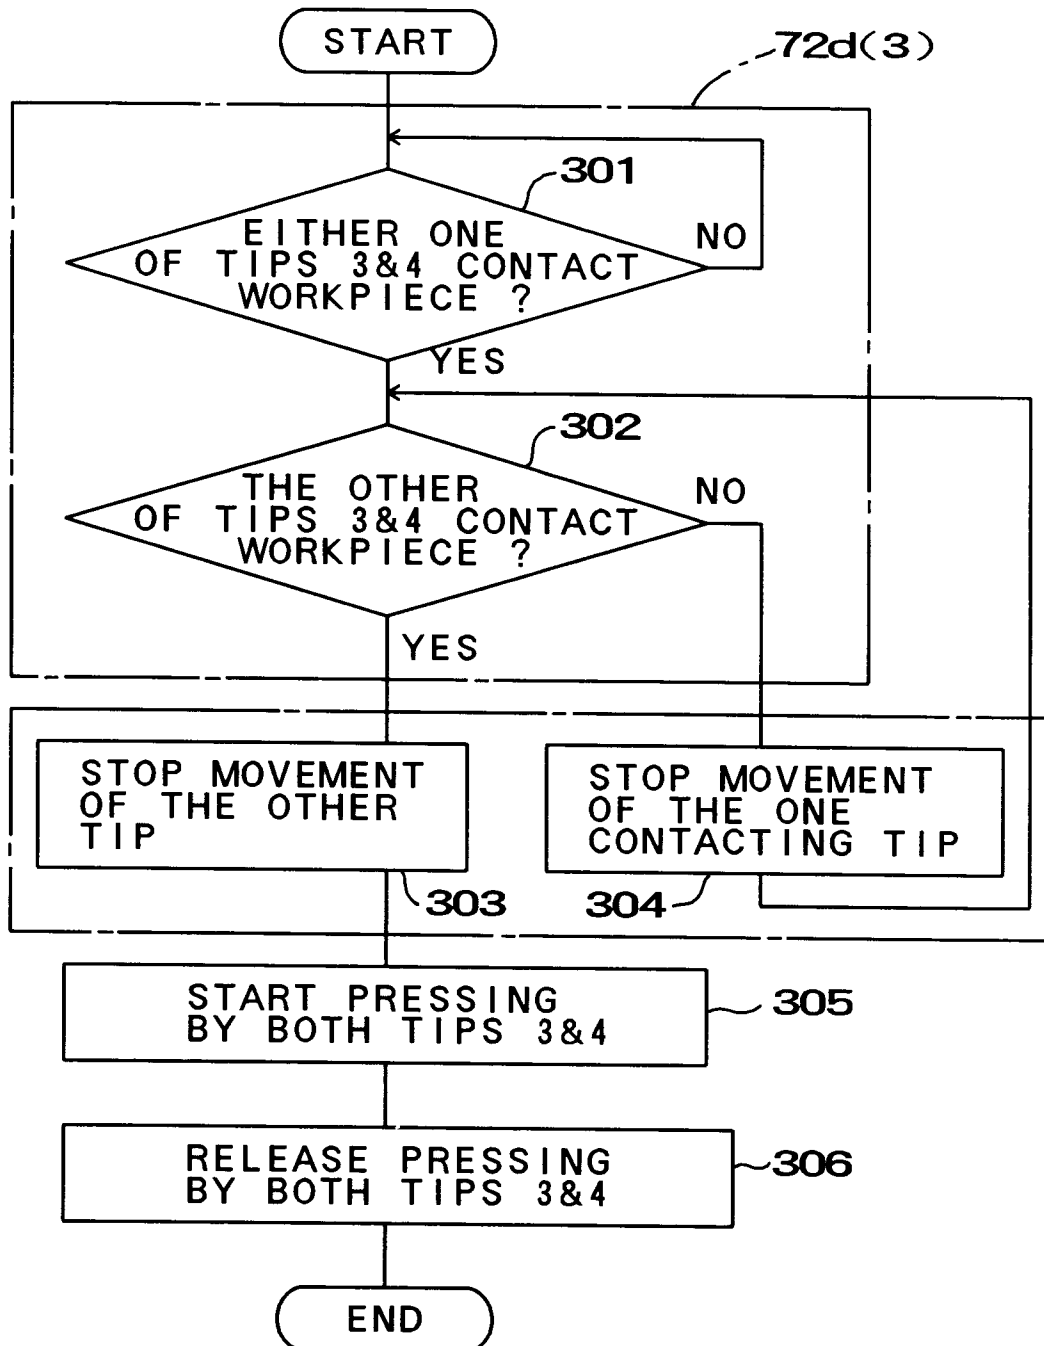 START
72d(3)
301
EITHER ONE
OF TIPS 3&4 CONTACT
WORKPIECE ?
NO
YES
302
THE OTHER
OF TIPS 3&4 CONTACT
WORKPIECE ?
NO
YES
STOP MOVEMENT
OF THE OTHER
TIP
303
STOP MOVEMENT
OF THE ONE
CONTACTING TIP
304
START PRESSING
BY BOTH TIPS 3&4
305
RELEASE PRESSING
BY BOTH TIPS 3&4
306
END